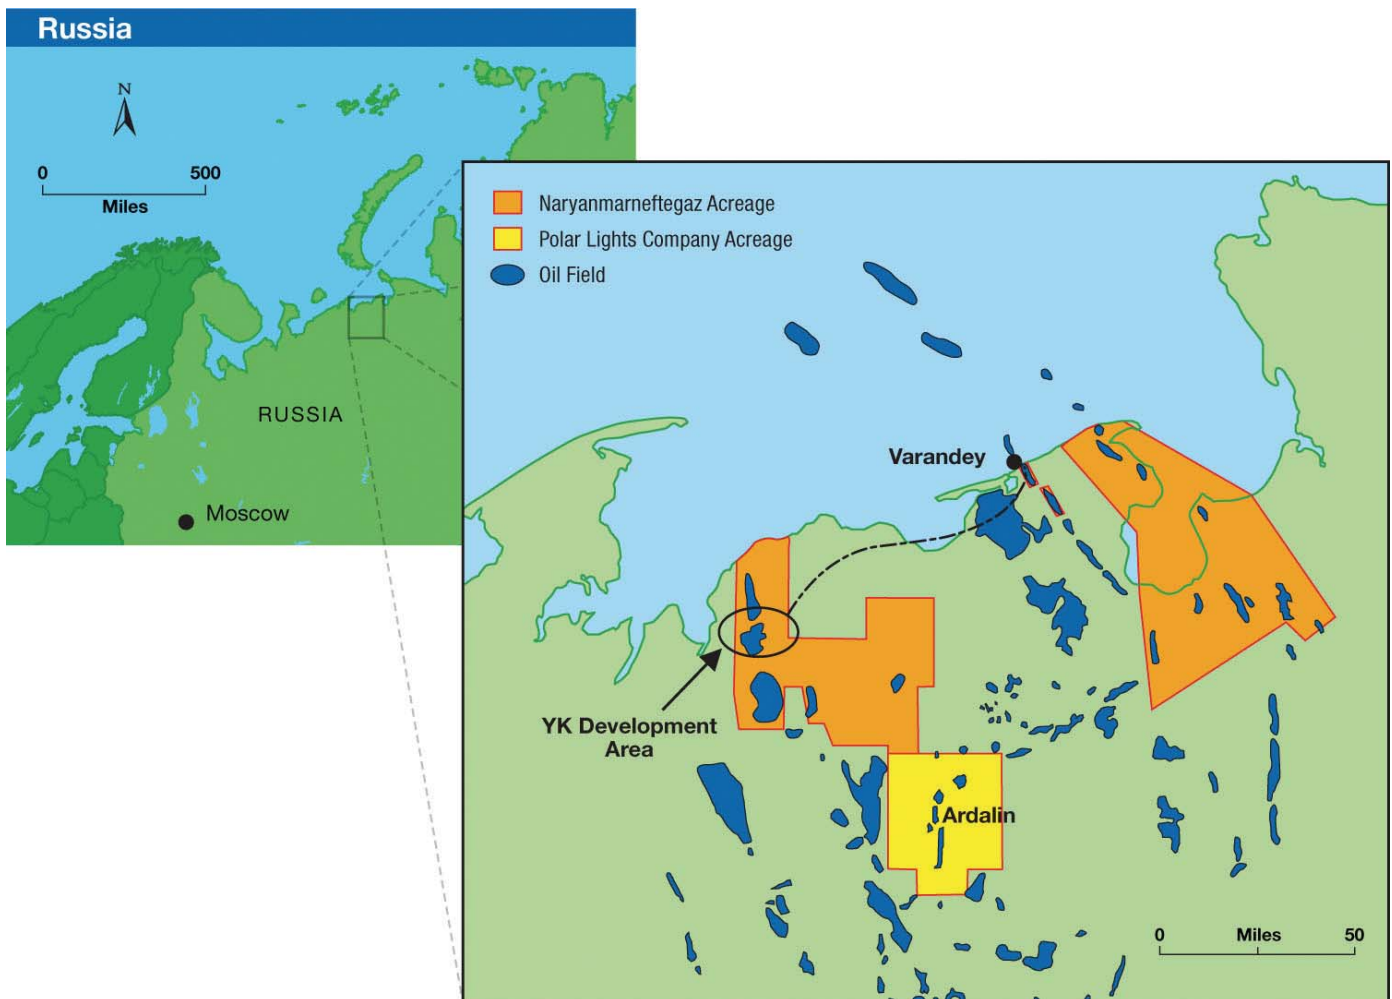 Russia
N
0 500
Miles
RUSSIA
Moscow
Naryanmarneftegaz Acreage
Polar Lights Company Acreage
Oil Field
Varandey
YK Development
Area
Ardalin
0 Miles 50